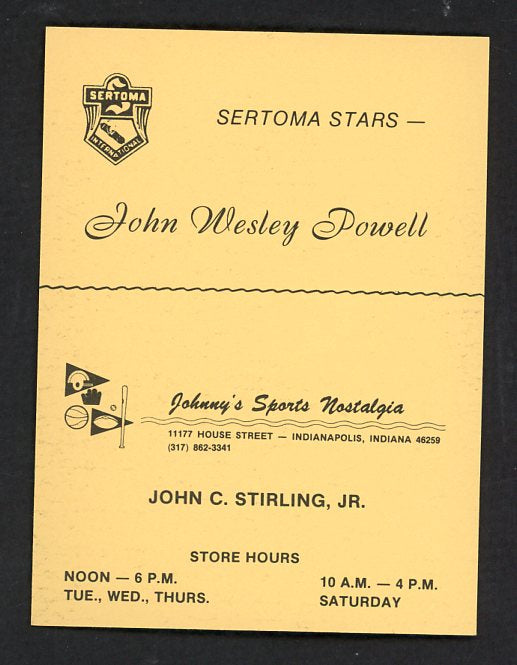 SERTOMA
INTERNATIONAL
SERTOMA STARS —
John Wesley Powell
Johnny's Sports Nostalgia
11177 HOUSE STREET — INDIANAPOLIS, INDIANA 46259
(317) 862-3341
JOHN C. STIRLING, JR.
STORE HOURS
NOON — 6 P.M.
TUE., WED., THURS.
10 A.M. — 4 P.M.
SATURDAY